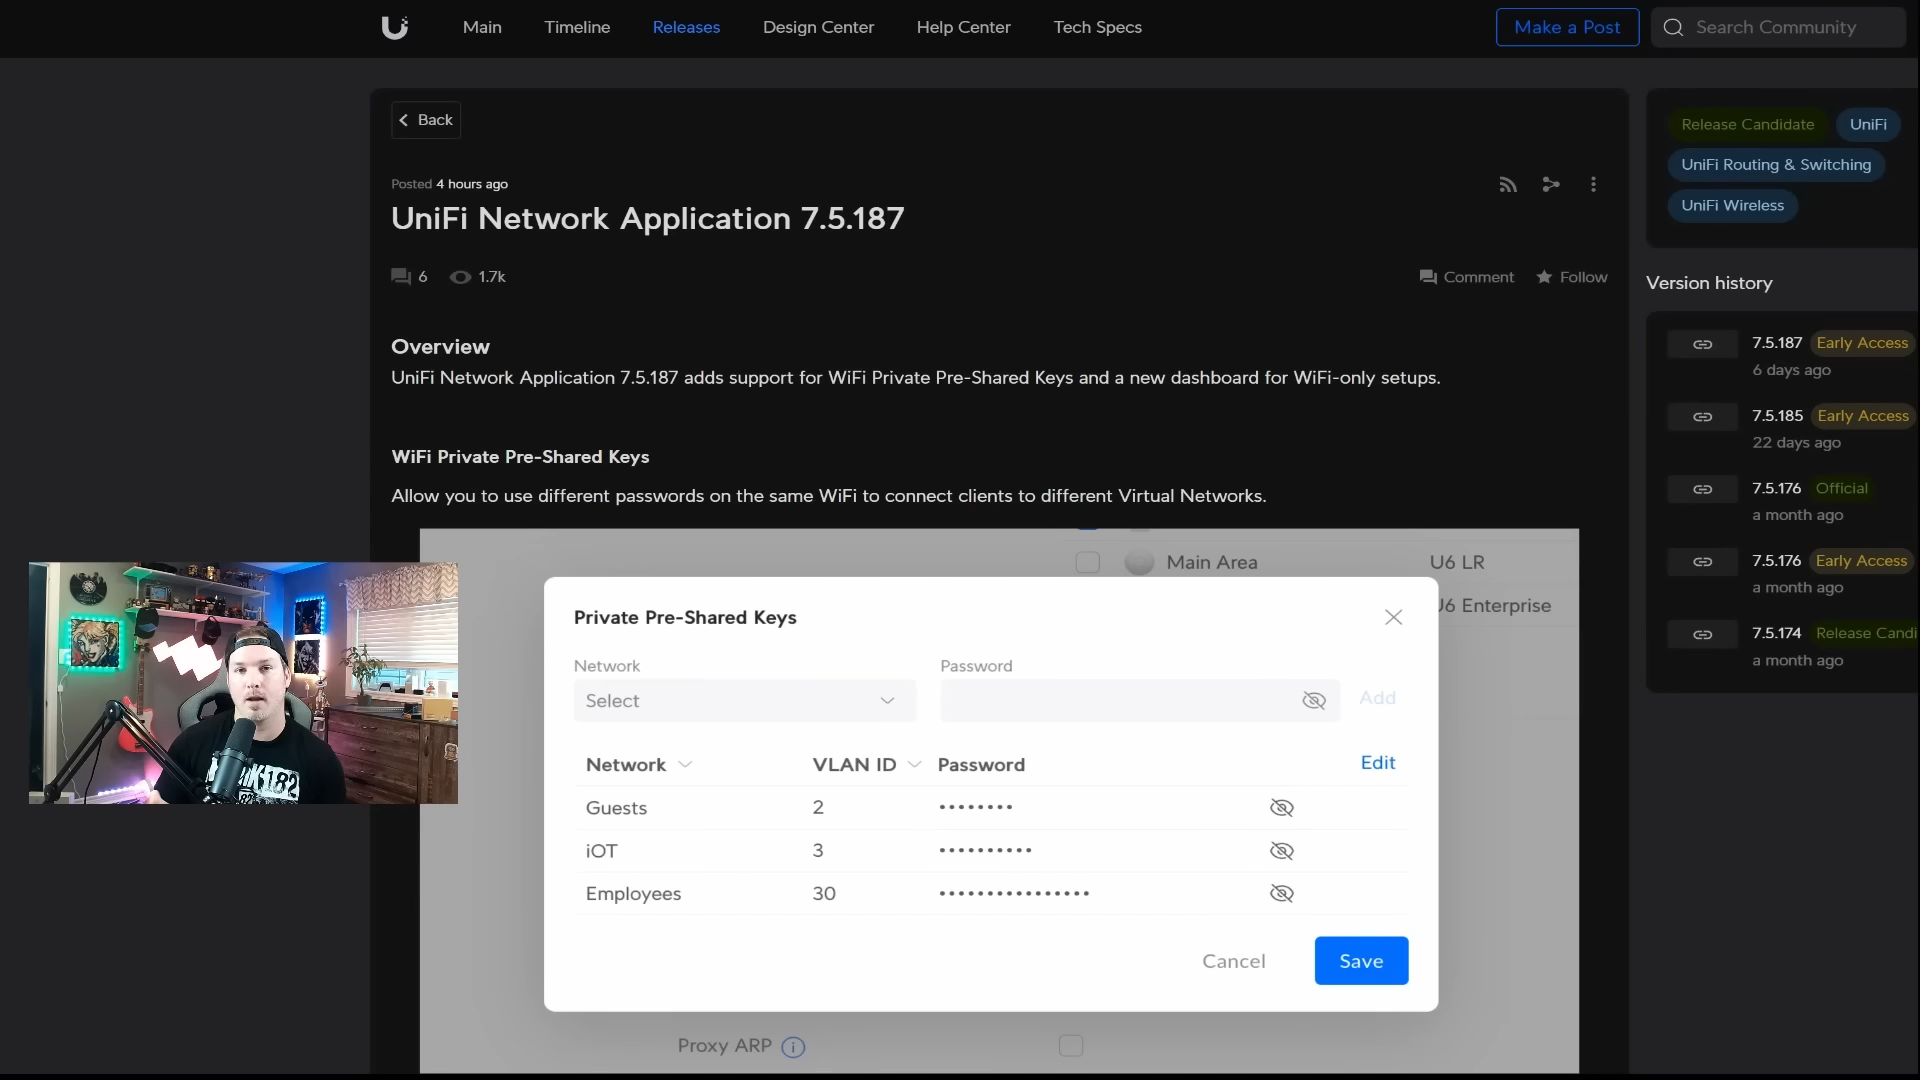 Main
Timeline
Releases
Design Center
Help Center
Tech Specs
Make a Post
Search Community
Back
Posted 4 hours ago
UniFi Network Application 7.5.187
6
1.7k
Comment
Follow
Overview
UniFi Network Application 7.5.187 adds support for WiFi Private Pre-Shared Keys and a new dashboard for WiFi-only setups.
WiFi Private Pre-Shared Keys
Allow you to use different passwords on the same WiFi to connect clients to different Virtual Networks.
Main Area U6 LR
U6 Enterprise
Private Pre-Shared Keys
Network Password
Select Add
Network VLAN ID Password Edit
Guests 2 ••••••••
iOT 3 ••••••••••
Employees 30 ••••••••••••••••
Cancel Save
Proxy ARP
Release Candidate UniFi
UniFi Routing & Switching
UniFi Wireless
Version history
7.5.187 Early Access
6 days ago
7.5.185 Early Access
22 days ago
7.5.176 Official
a month ago
7.5.176 Early Access
a month ago
7.5.174 Release Candi
a month ago